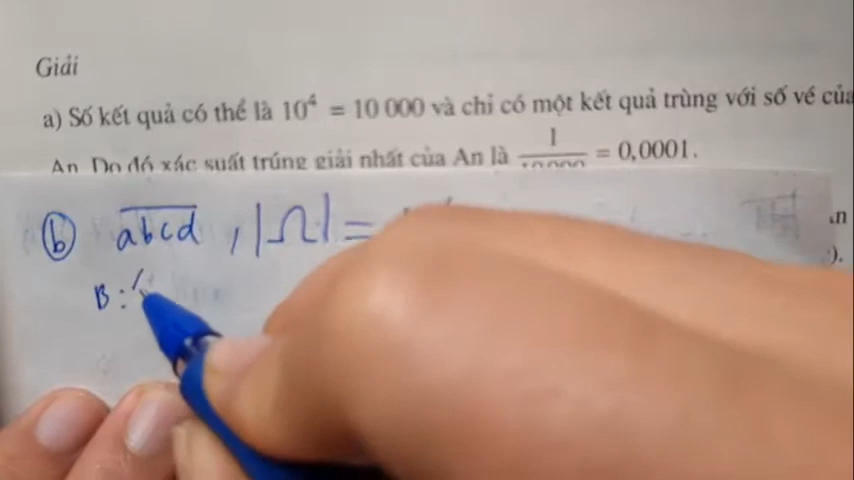 Giải
a) Số kết quả có thể là 10⁴ = 10 000 và chỉ có một kết quả trùng với số vé của
An. Do đó xác suất trúng giải nhất của An là 1/10000 = 0,0001.
ⓑ a̅b̅c̅d̅ , |Ω| =
B :